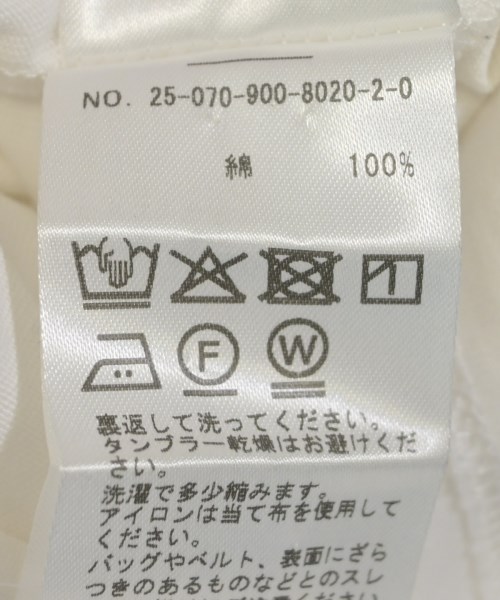 NO. 25-070-900-8020-2-0
綿 100%
F W
裏返して洗ってください。
タンブラー乾燥はお避けくだ
さい。
洗濯で多少縮みます。
アイロンは当て布を使用して
ください。
バッグやベルト、表面にざら
つきのあるものなどとのスレ